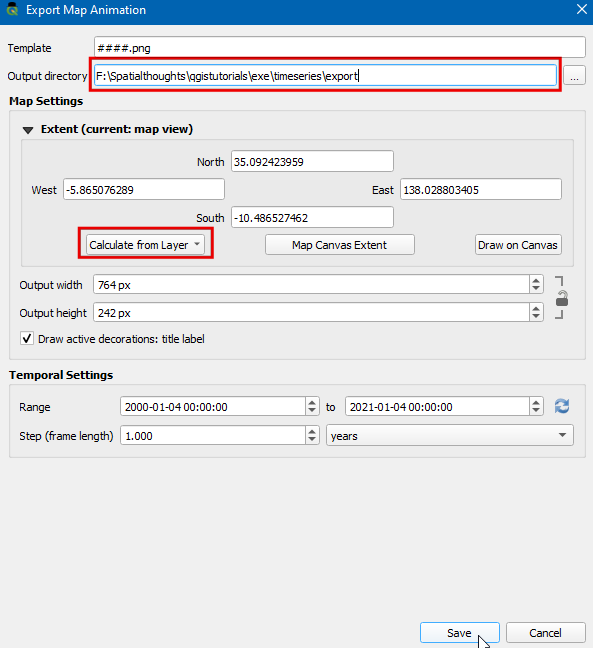 Export Map Animation
Template ####.png
Output directory F:\Spatialthoughts\qgistutorials\exe\timeseries\export ...
Map Settings
Extent (current: map view)
North 35.092423959
West -5.865076289 East 138.028803405
South -10.486527462
Calculate from Layer Map Canvas Extent Draw on Canvas
Output width 764 px
Output height 242 px
Draw active decorations: title label
Temporal Settings
Range 2000-01-04 00:00:00 to 2021-01-04 00:00:00
Step (frame length) 1.000 years
Save Cancel